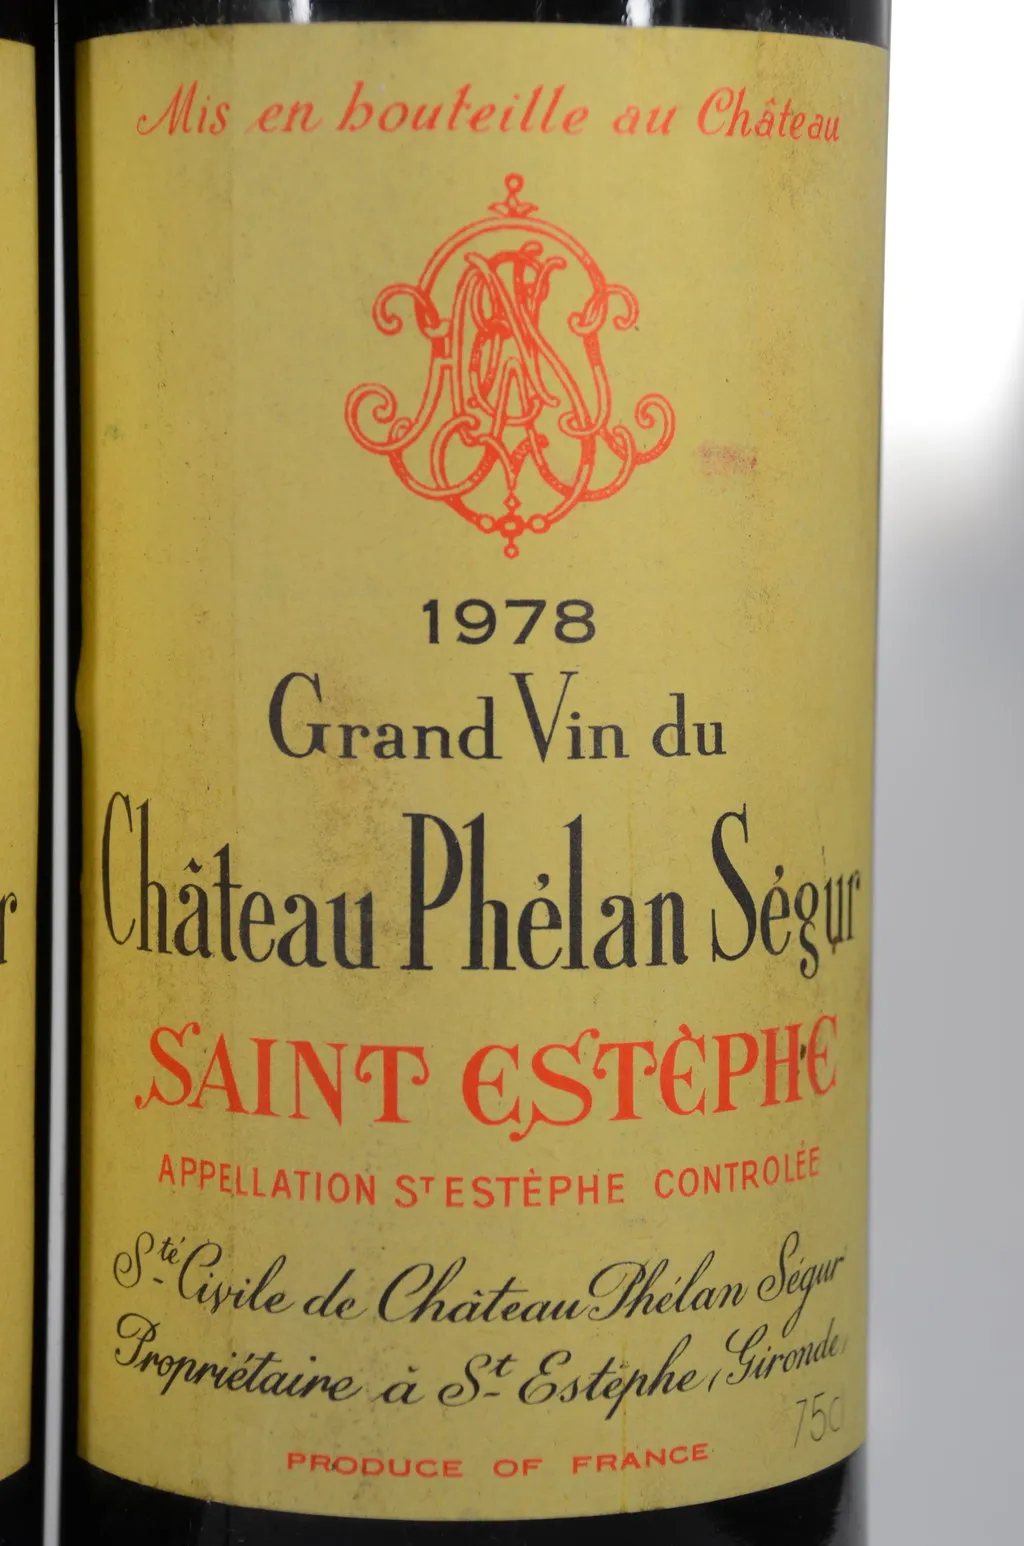 Mis en bouteille au Château
1978
Grand Vin du
Château Phélan Ségur
SAINT ESTÈPHE
APPELLATION ST ESTÈPHE CONTROLÉE
Sté Civile de Château Phélan Ségur
Propriétaire à St Estèphe (Gironde)
75cl
PRODUCE OF FRANCE